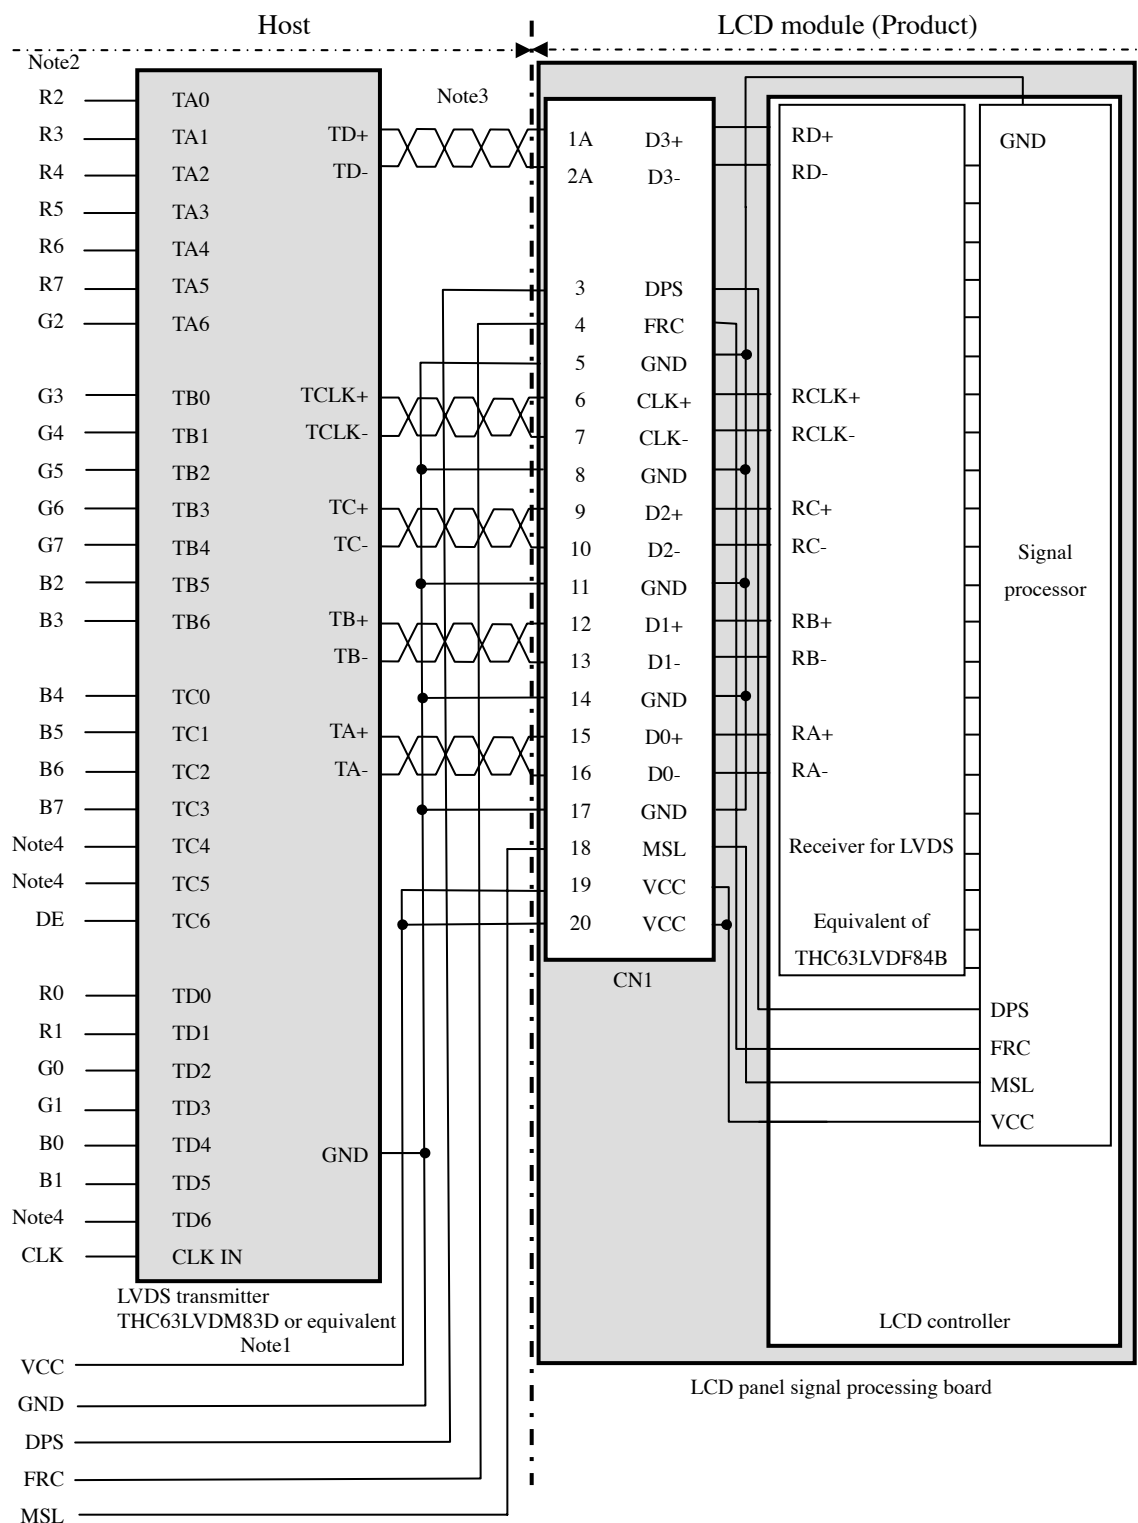 Host
LCD module (Product)
Note2
Note3
R2 TA0
R3 TA1 TD+ 1A D3+ RD+ GND
R4 TA2 TD- 2A D3- RD-
R5 TA3
R6 TA4
R7 TA5 3 DPS
G2 TA6 4 FRC
5 GND
G3 TB0 TCLK+ 6 CLK+ RCLK+
G4 TB1 TCLK- 7 CLK- RCLK-
G5 TB2 8 GND
G6 TB3 TC+ 9 D2+ RC+
G7 TB4 TC- 10 D2- RC-
Signal
processor
B2 TB5 11 GND
B3 TB6 TB+ 12 D1+ RB+
TB- 13 D1- RB-
B4 TC0 14 GND
B5 TC1 TA+ 15 D0+ RA+
B6 TC2 TA- 16 D0- RA-
B7 TC3 17 GND
Note4 TC4 18 MSL Receiver for LVDS
Note4 TC5 19 VCC
DE TC6 20 VCC Equivalent of
THC63LVDF84B
CN1
R0 TD0 DPS
R1 TD1 FRC
G0 TD2 MSL
G1 TD3 VCC
B0 TD4 GND
B1 TD5
Note4 TD6
CLK CLK IN
LVDS transmitter
THC63LVDM83D or equivalent
Note1
LCD controller
VCC
LCD panel signal processing board
GND
DPS
FRC
MSL